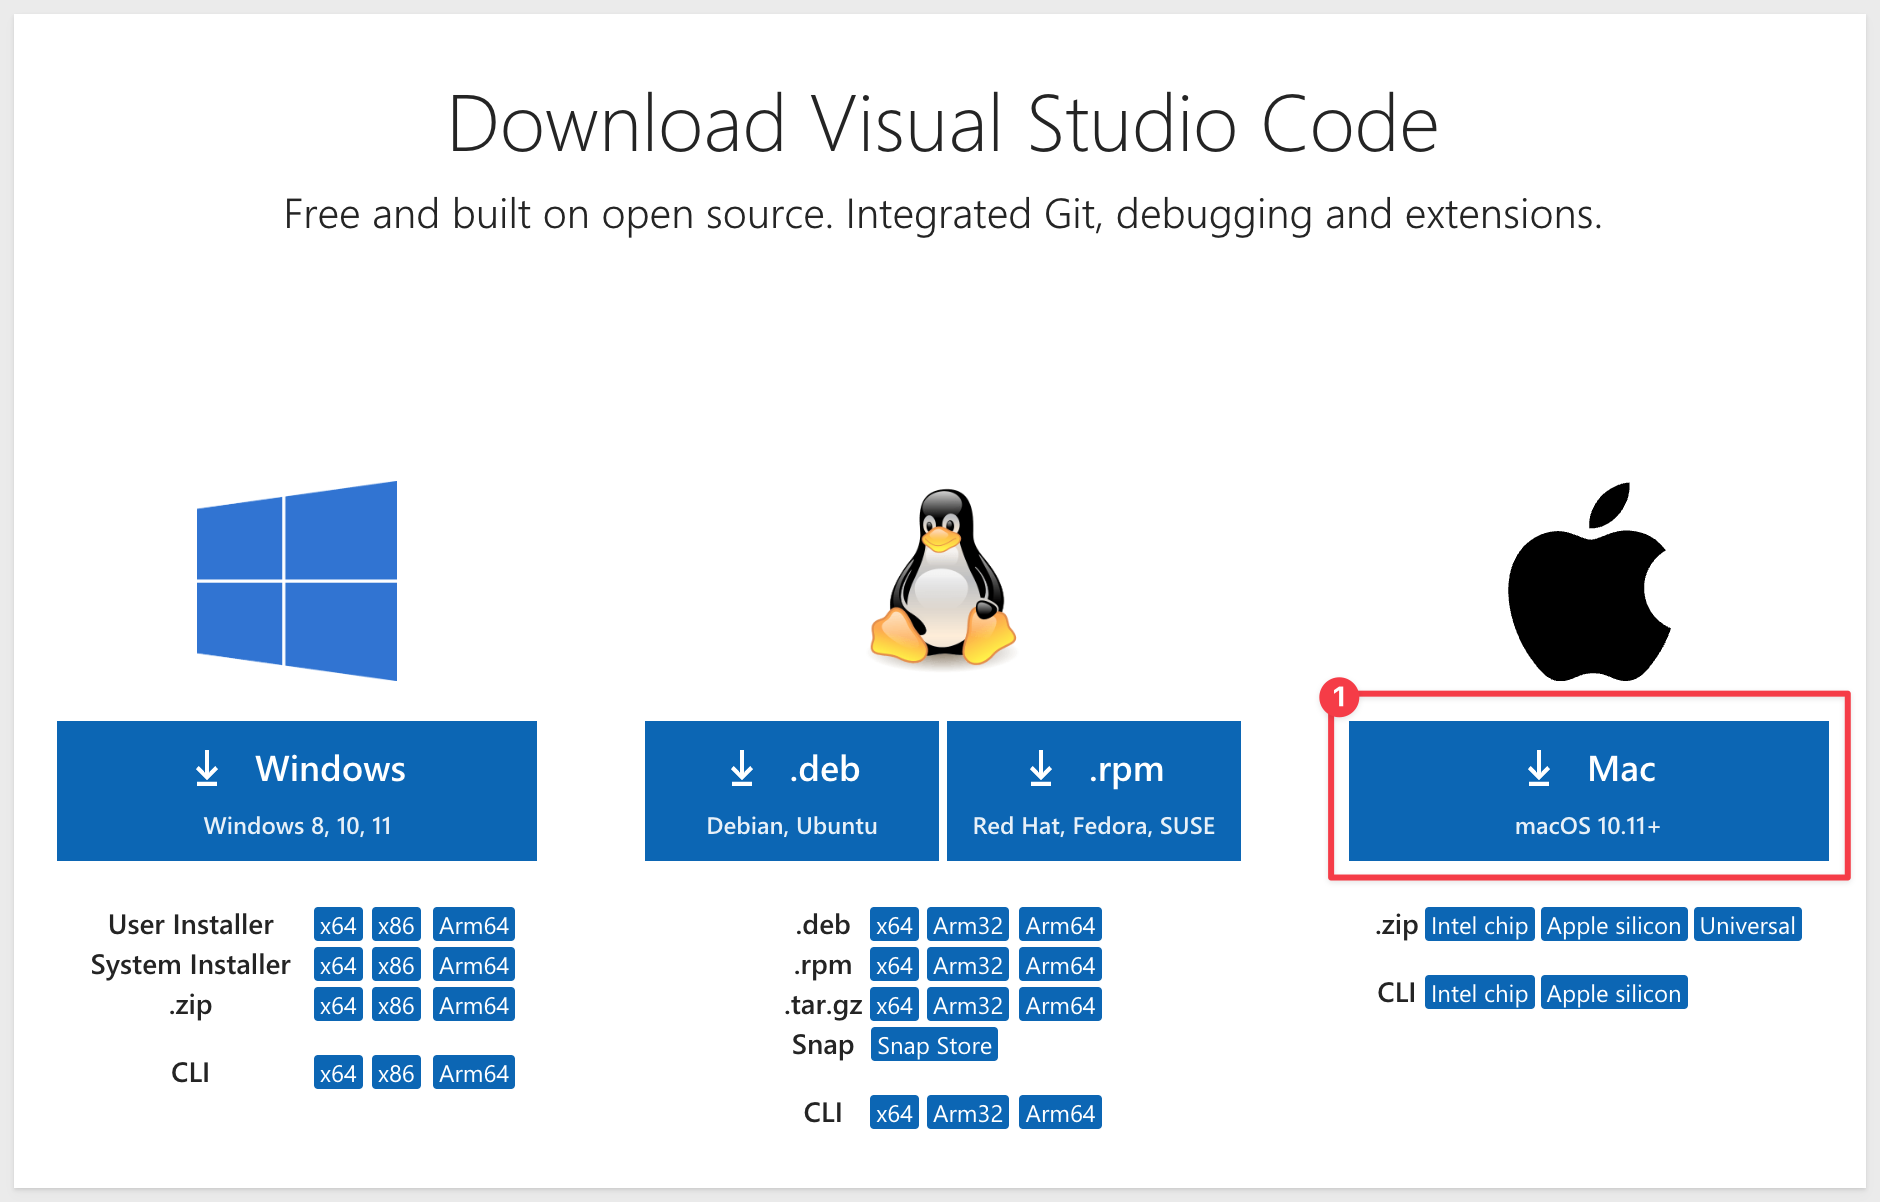 Download Visual Studio Code
Free and built on open source. Integrated Git, debugging and extensions.
Windows
Windows 8, 10, 11
User Installer x64 x86 Arm64
System Installer x64 x86 Arm64
.zip x64 x86 Arm64
CLI x64 x86 Arm64
.deb
Debian, Ubuntu
.rpm
Red Hat, Fedora, SUSE
.deb x64 Arm32 Arm64
.rpm x64 Arm32 Arm64
.tar.gz x64 Arm32 Arm64
Snap Snap Store
CLI x64 Arm32 Arm64
1
Mac
macOS 10.11+
.zip Intel chip Apple silicon Universal
CLI Intel chip Apple silicon